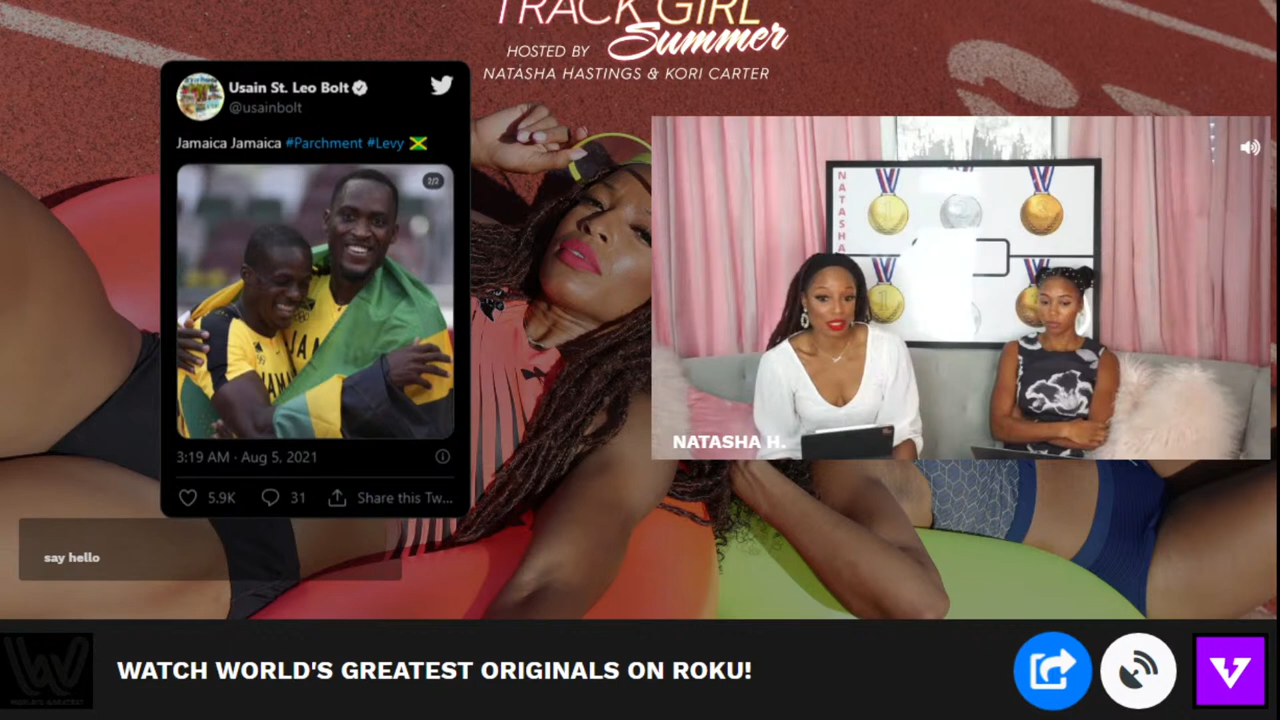 TRACK GIRL
Summer
HOSTED BY
NATASHA HASTINGS & KORI CARTER
Usain St. Leo Bolt
@usainbolt
Jamaica Jamaica #Parchment #Levy 🇯🇲
2/2
3:19 AM · Aug 5, 2021
5.9K
31
Share this Tw...
NATASHA
NATASHA H.
say hello
WATCH WORLD'S GREATEST ORIGINALS ON ROKU!